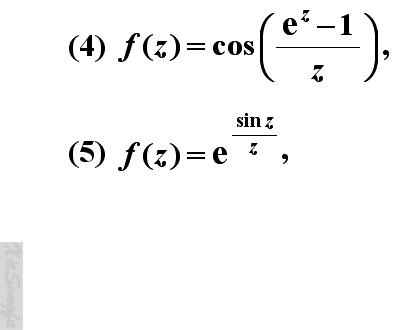 (4) f(z) = cos((e^z − 1)/z),
(5) f(z) = e^(sin z / z),